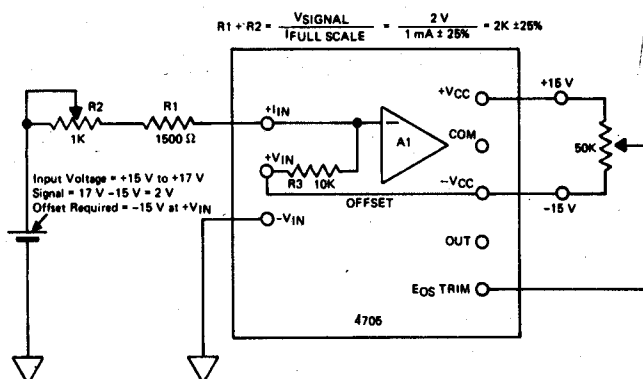 R1 + R2 = VSIGNAL / IFULL SCALE = 2 V / 1 mA ± 25% = 2K ±25%
R2
1K
R1
1500 Ω
Input Voltage = +15 V to +17 V
Signal = 17 V -15 V = 2 V
Offset Required = -15 V at +VIN
+IIN
+VIN
R3
10K
-VIN
OFFSET
A1
+VCC
COM
-VCC
OUT
EOS TRIM
4705
+15 V
50K
-15 V